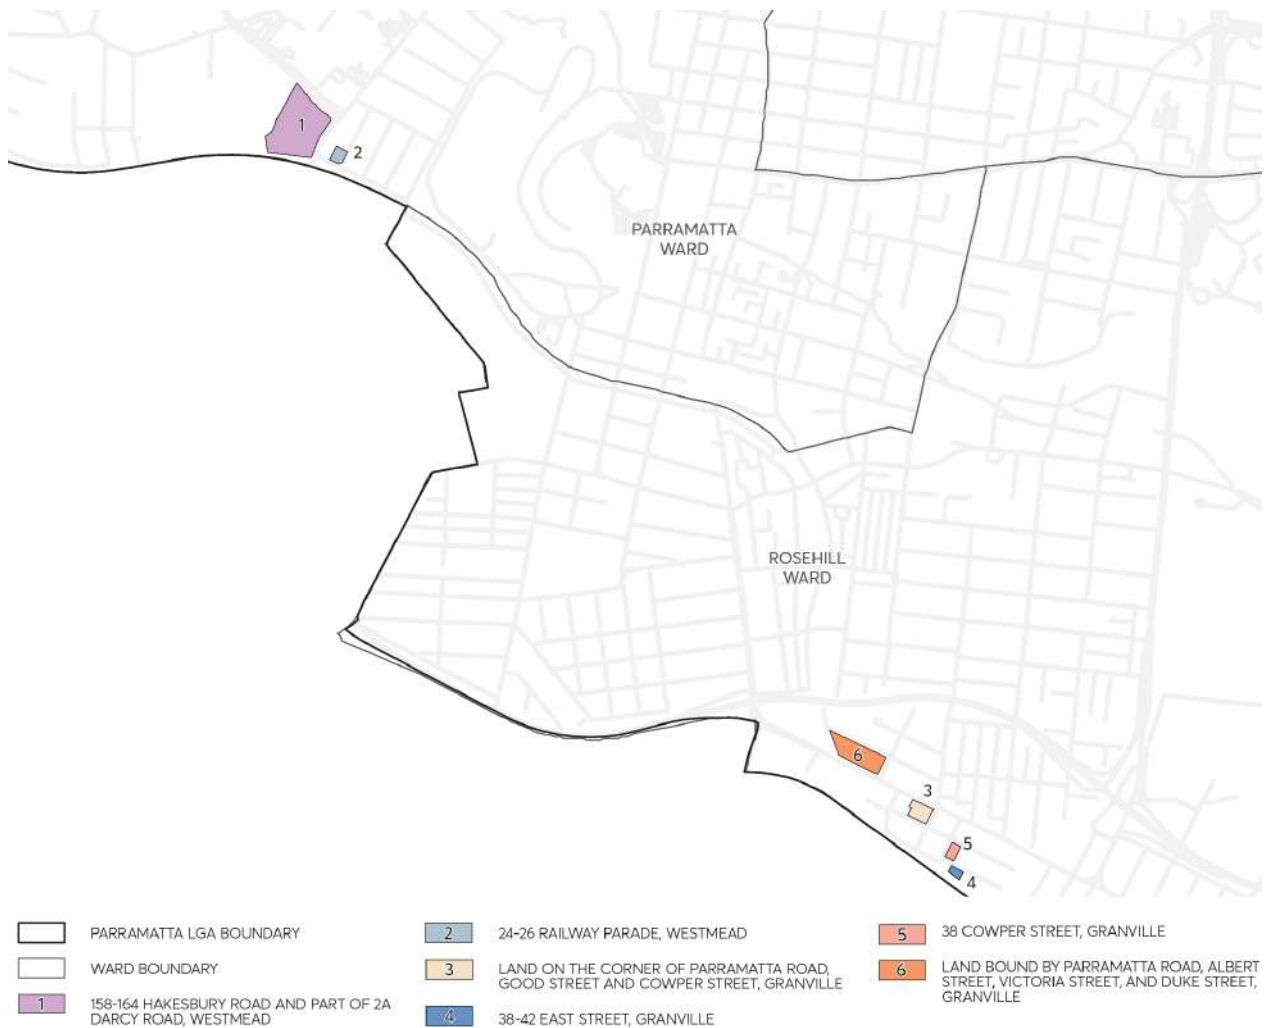 1
2
PARRAMATTA
WARD
ROSEHILL
WARD
6
3
5
4
PARRAMATTA LGA BOUNDARY
WARD BOUNDARY
1 158-164 HAKESBURY ROAD AND PART OF 2A
DARCY ROAD, WESTMEAD
2 24-26 RAILWAY PARADE, WESTMEAD
3 LAND ON THE CORNER OF PARRAMATTA ROAD,
GOOD STREET AND COWPER STREET, GRANVILLE
4 38-42 EAST STREET, GRANVILLE
5 38 COWPER STREET, GRANVILLE
6 LAND BOUND BY PARRAMATTA ROAD, ALBERT
STREET, VICTORIA STREET, AND DUKE STREET,
GRANVILLE